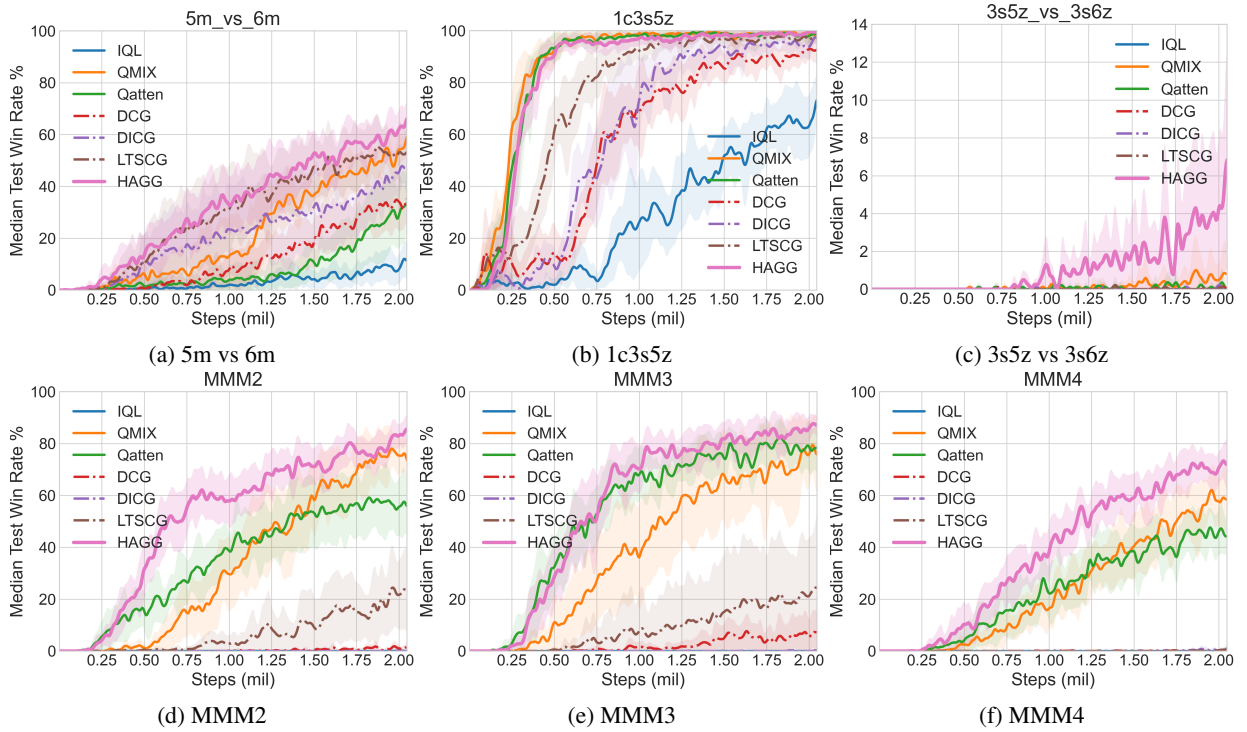 5m_vs_6m
Median Test Win Rate %
100
80
60
40
20
0
IQL
QMIX
Qatten
DCG
DICG
LTSCG
HAGG
0.25 0.50 0.75 1.00 1.25 1.50 1.75 2.00
Steps (mil)
(a) 5m vs 6m
1c3s5z
Median Test Win Rate %
100
80
60
40
20
0
IQL
QMIX
Qatten
DCG
DICG
LTSCG
HAGG
0.25 0.50 0.75 1.00 1.25 1.50 1.75 2.00
Steps (mil)
(b) 1c3s5z
3s5z_vs_3s6z
Median Test Win Rate %
14
12
10
8
6
4
2
0
IQL
QMIX
Qatten
DCG
DICG
LTSCG
HAGG
0.25 0.50 0.75 1.00 1.25 1.50 1.75 2.00
Steps (mil)
(c) 3s5z vs 3s6z
MMM2
Median Test Win Rate %
100
80
60
40
20
0
IQL
QMIX
Qatten
DCG
DICG
LTSCG
HAGG
0.25 0.50 0.75 1.00 1.25 1.50 1.75 2.00
Steps (mil)
(d) MMM2
MMM3
Median Test Win Rate %
100
80
60
40
20
0
IQL
QMIX
Qatten
DCG
DICG
LTSCG
HAGG
0.25 0.50 0.75 1.00 1.25 1.50 1.75 2.00
Steps (mil)
(e) MMM3
MMM4
Median Test Win Rate %
100
80
60
40
20
0
IQL
QMIX
Qatten
DCG
DICG
LTSCG
HAGG
0.25 0.50 0.75 1.00 1.25 1.50 1.75 2.00
Steps (mil)
(f) MMM4